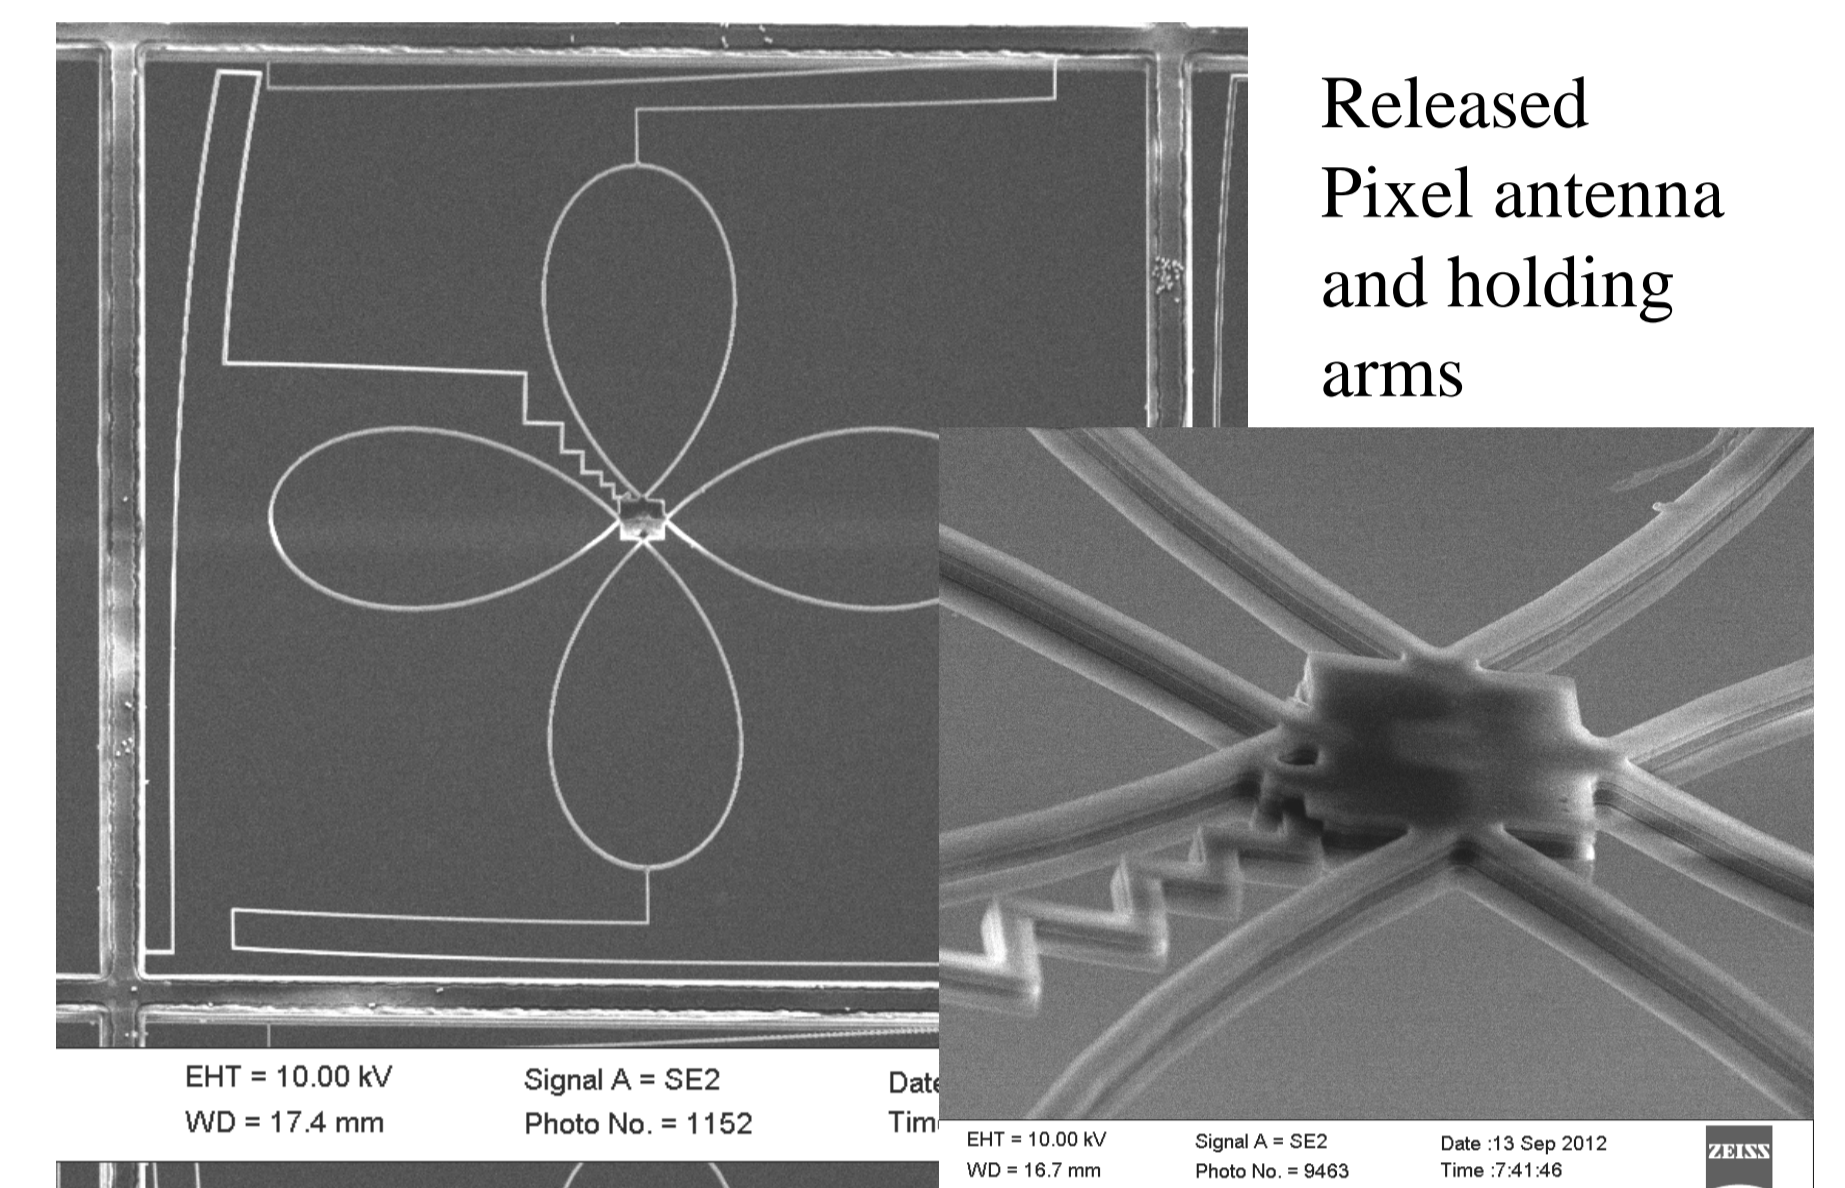 Released
Pixel antenna
and holding
arms
EHT = 10.00 kV
Signal A = SE2
Date
WD = 17.4 mm
Photo No. = 1152
Tim
EHT = 10.00 kV
Signal A = SE2
Date :13 Sep 2012
WD = 16.7 mm
Photo No. = 9463
Time :7:41:46
ZEISS